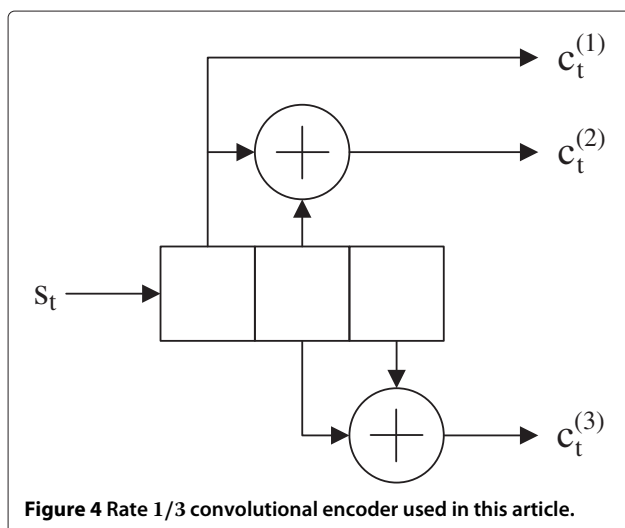 c_t^(1)
c_t^(2)
s_t
c_t^(3)
Figure 4 Rate 1/3 convolutional encoder used in this article.